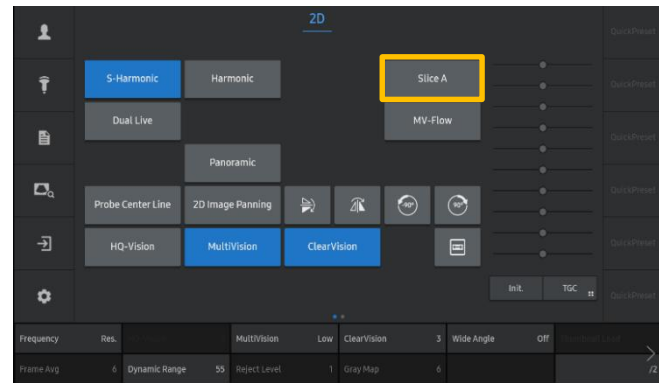 2D
QuickPreset
S-Harmonic Harmonic Slice A QuickPreset
Dual Live MV-Flow QuickPreset
Panoramic
Probe Center Line 2D Image Panning -90° 90° QuickPreset
HQ-Vision MultiVision ClearVision QuickPreset
Init. TGC QuickPreset
Frequency Res. MultiVision Low ClearVision 3 Wide Angle Off
Frame Avg 6 Dynamic Range 55 Reject Level 1 Gray Map 6 /2